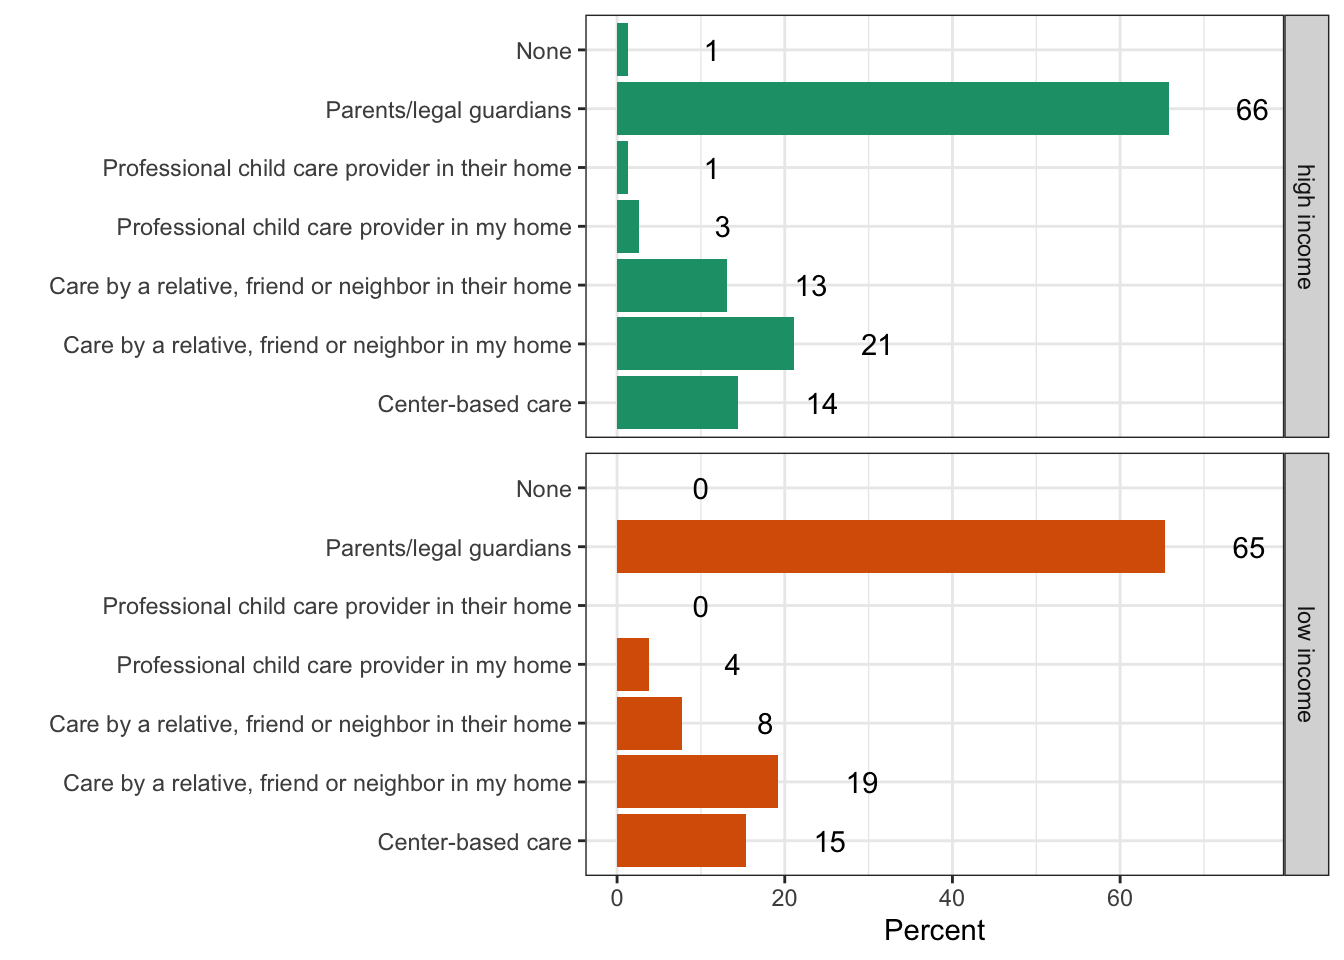 None 1
Parents/legal guardians 66
Professional child care provider in their home 1
Professional child care provider in my home 3
Care by a relative, friend or neighbor in their home 13
Care by a relative, friend or neighbor in my home 21
Center-based care 14
high income
None 0
Parents/legal guardians 65
Professional child care provider in their home 0
Professional child care provider in my home 4
Care by a relative, friend or neighbor in their home 8
Care by a relative, friend or neighbor in my home 19
Center-based care 15
low income
0 20 40 60
Percent